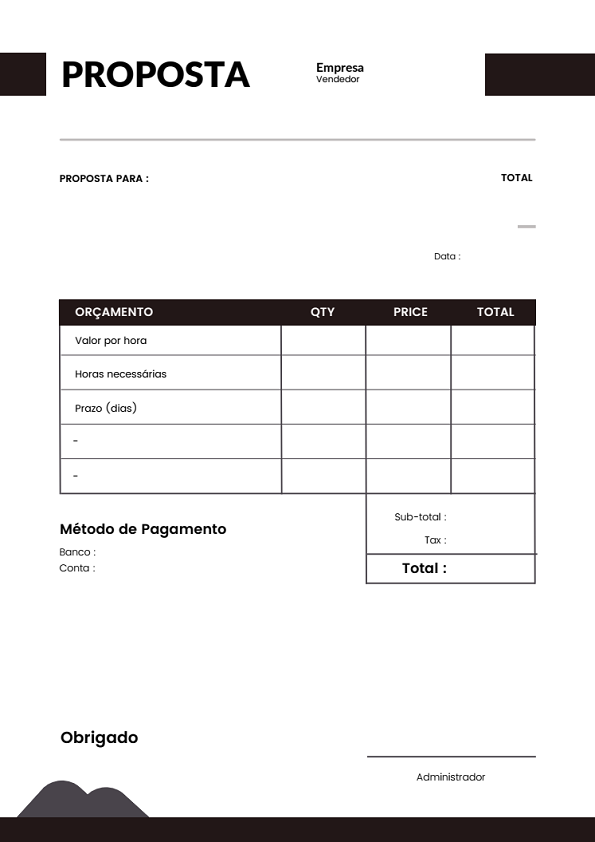 PROPOSTA
Empresa
Vendedor
PROPOSTA PARA :
TOTAL
Data :
ORÇAMENTO QTY PRICE TOTAL
Valor por hora
Horas necessárias
Prazo (dias)
-
-
Sub-total :
Tax :
Total :
Método de Pagamento
Banco :
Conta :
Obrigado
Administrador